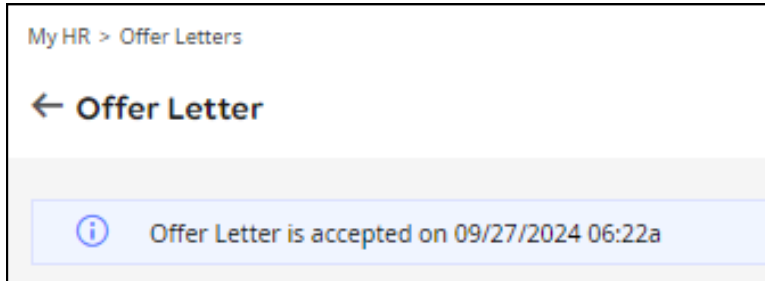 My HR > Offer Letters
← Offer Letter
Offer Letter is accepted on 09/27/2024 06:22a